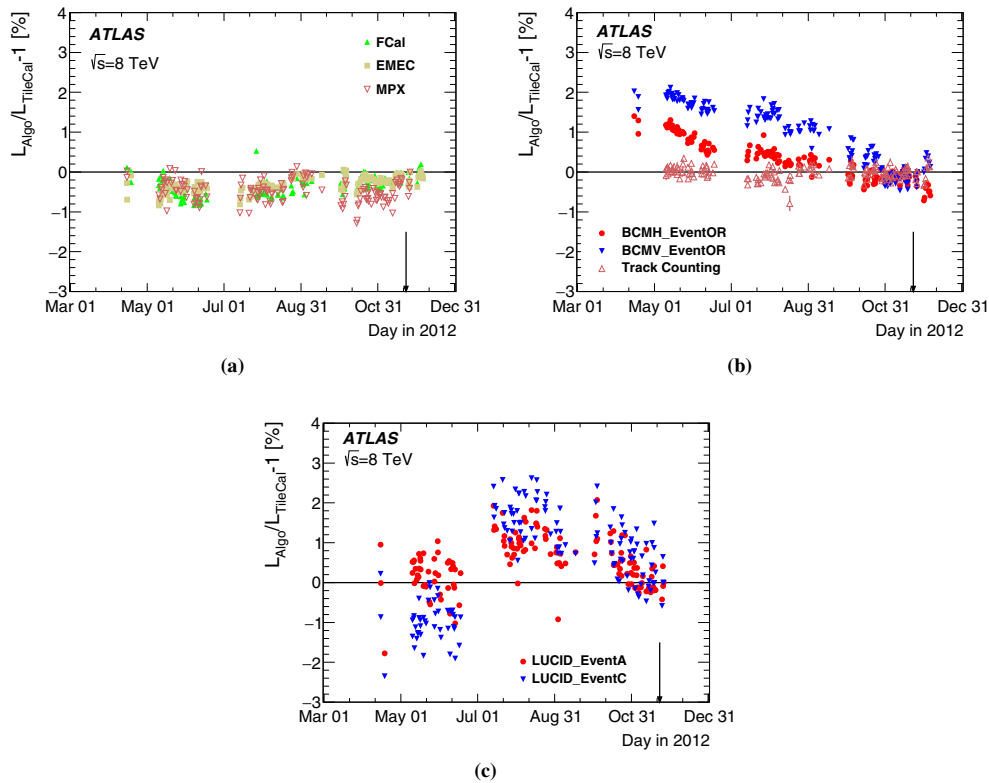 L_Algo/L_TileCal-1 [%]
ATLAS
√s=8 TeV
FCal
EMEC
MPX
4
3
2
1
0
−1
−2
−3
Mar 01 May 01 Jul 01 Aug 31 Oct 31 Dec 31
Day in 2012
(a)
L_Algo/L_TileCal-1 [%]
ATLAS
√s=8 TeV
4
3
2
1
0
−1
−2
−3
BCMH_EventOR
BCMV_EventOR
Track Counting
Mar 01 May 01 Jul 01 Aug 31 Oct 31 Dec 31
Day in 2012
(b)
L_Algo/L_TileCal-1 [%]
ATLAS
√s=8 TeV
4
3
2
1
0
−1
−2
−3
LUCID_EventA
LUCID_EventC
Mar 01 May 01 Jul 01 Aug 31 Oct 31 Dec 31
Day in 2012
(c)